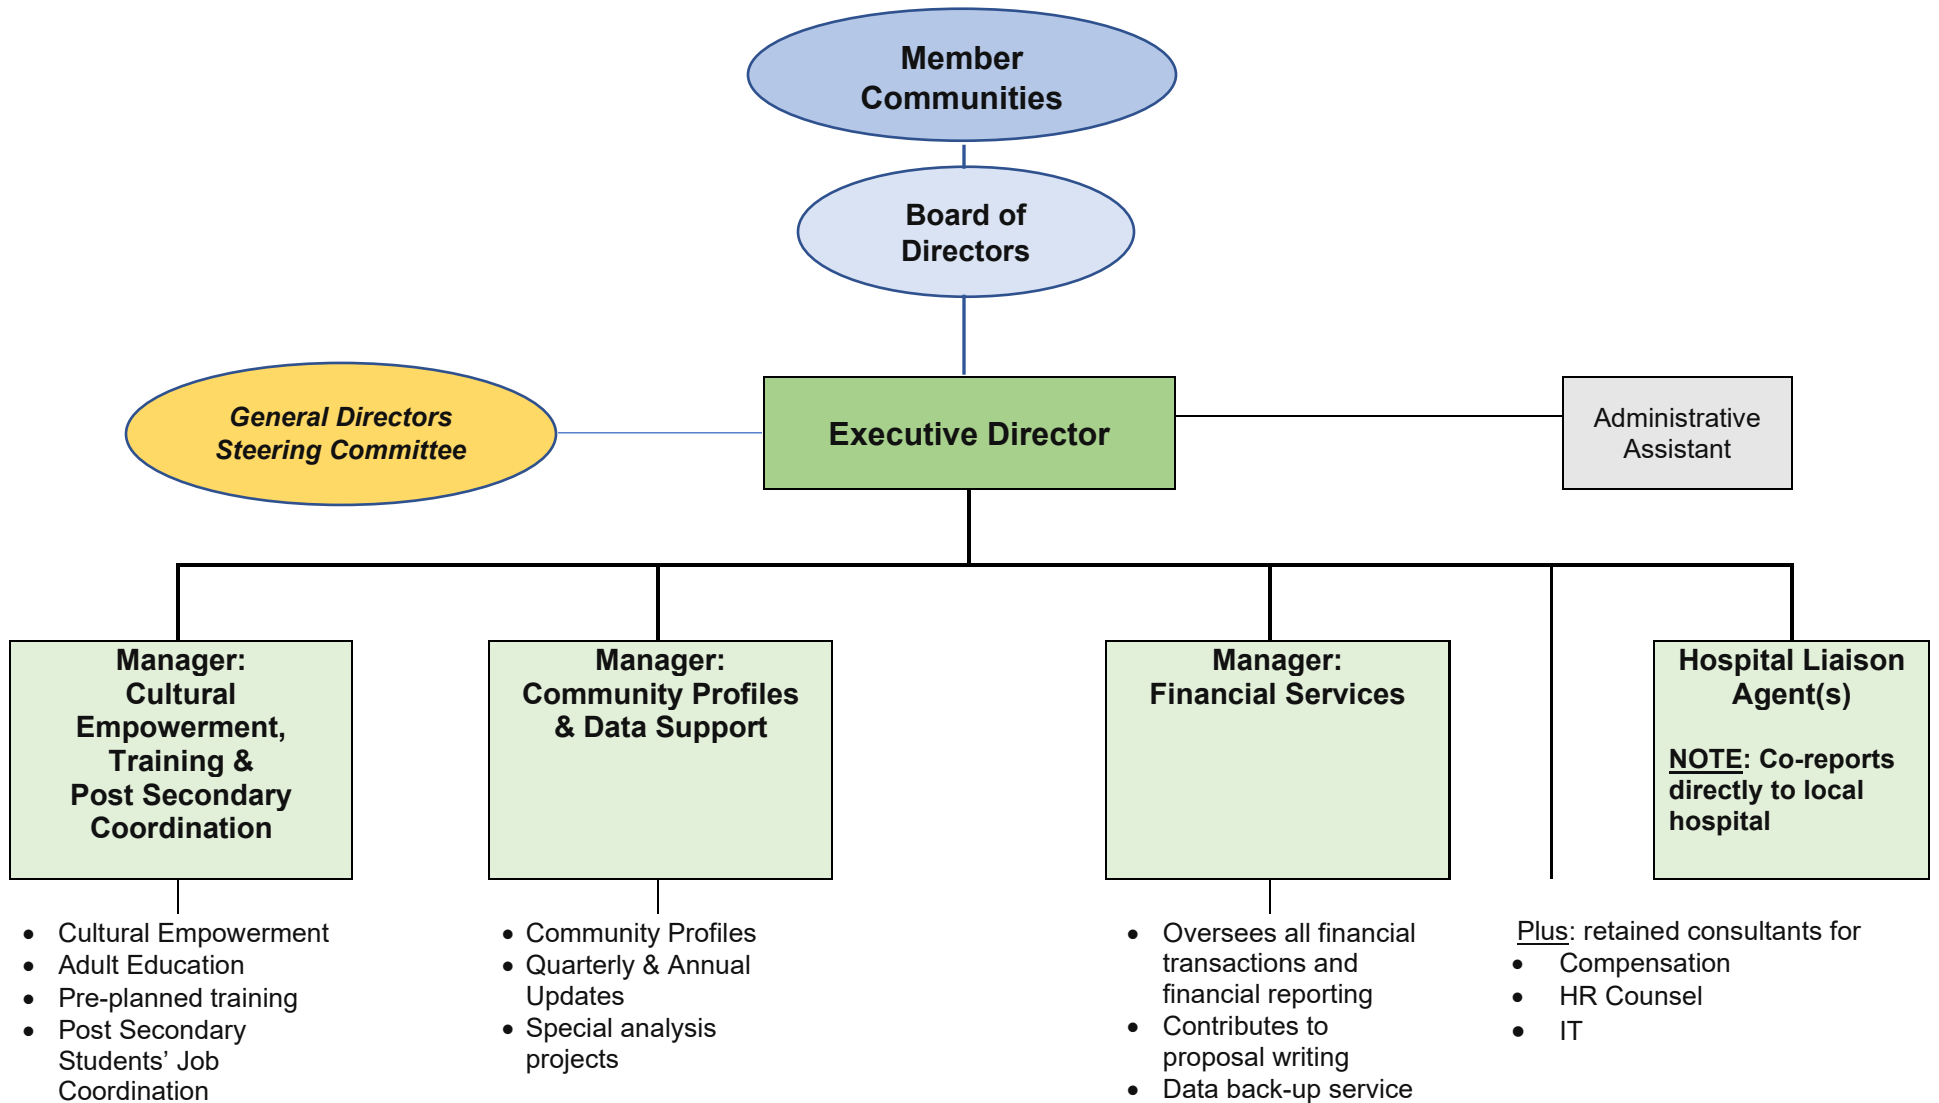 Member
Communities
Board of
Directors
General Directors
Steering Committee
Executive Director
Administrative
Assistant
Manager:
Cultural
Empowerment,
Training &
Post Secondary
Coordination
Manager:
Community Profiles
& Data Support
Manager:
Financial Services
Hospital Liaison
Agent(s)
NOTE: Co-reports
directly to local
hospital
• Cultural Empowerment
• Adult Education
• Pre-planned training
• Post Secondary
Students’ Job
Coordination
• Community Profiles
• Quarterly & Annual
Updates
• Special analysis
projects
• Oversees all financial
transactions and
financial reporting
• Contributes to
proposal writing
• Data back-up service
Plus: retained consultants for
• Compensation
• HR Counsel
• IT